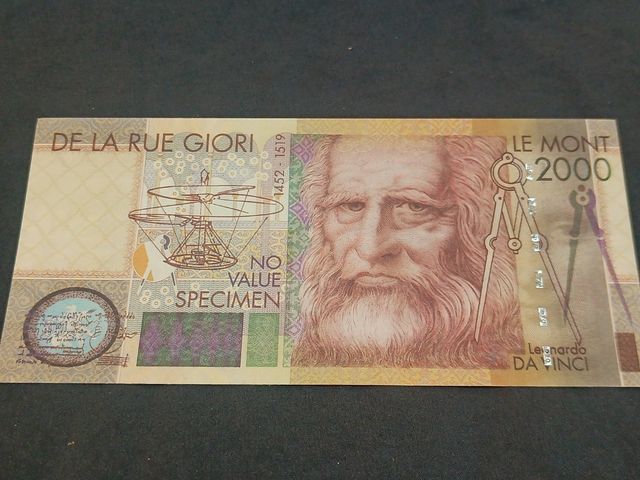 DE LA RUE GIORI
1452 - 1519
LE MONT
2000
NO
VALUE
SPECIMEN
Leonardo
DA VINCI